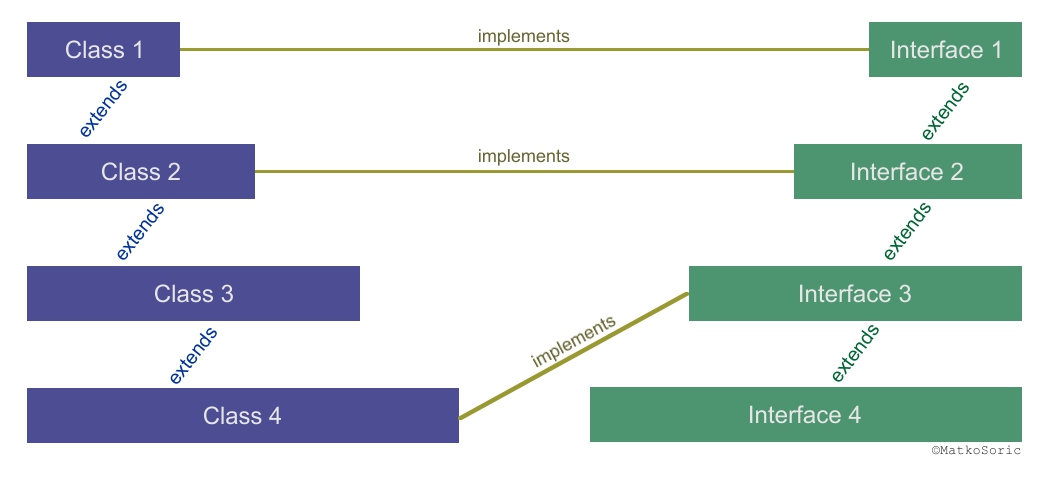 implements
Class 1
Interface 1
extends
extends
implements
Class 2
Interface 2
extends
extends
Class 3
Interface 3
implements
extends
extends
Class 4
Interface 4
©MatkoSoric